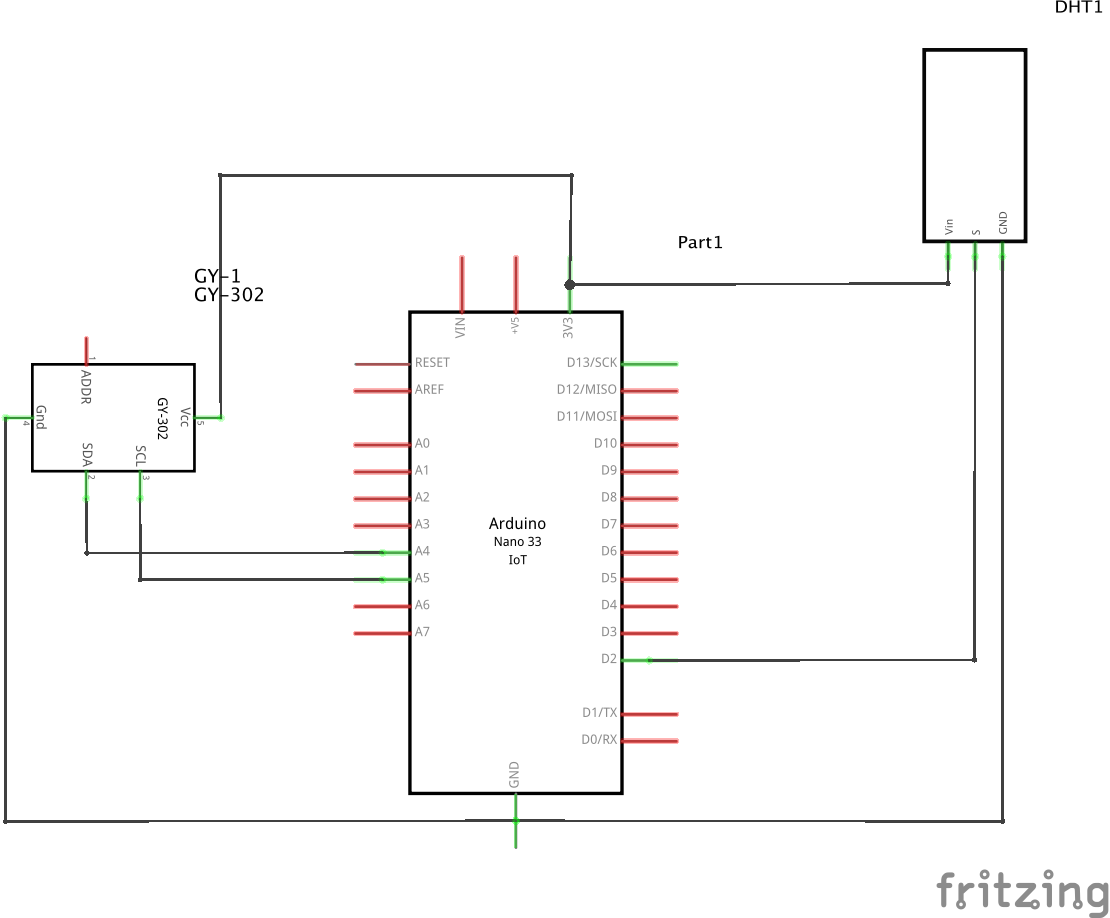 DHT1
Vin
S
GND
Part1
GY-1
GY-302
VIN
+V5
3V3
1
ADDR
GY-302
Gnd
4
Vcc
5
SDA
2
SCL
3
RESET
AREF
A0
A1
A2
A3
A4
A5
A6
A7
Arduino
Nano 33
IoT
D13/SCK
D12/MISO
D11/MOSI
D10
D9
D8
D7
D6
D5
D4
D3
D2
D1/TX
D0/RX
GND
fritzing